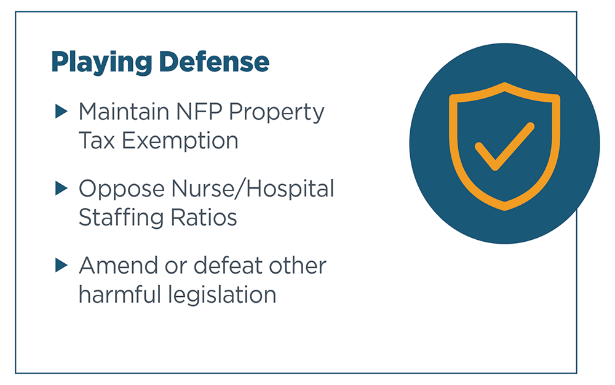 Playing Defense
Maintain NFP Property
Tax Exemption
Oppose Nurse/Hospital
Staffing Ratios
Amend or defeat other
harmful legislation